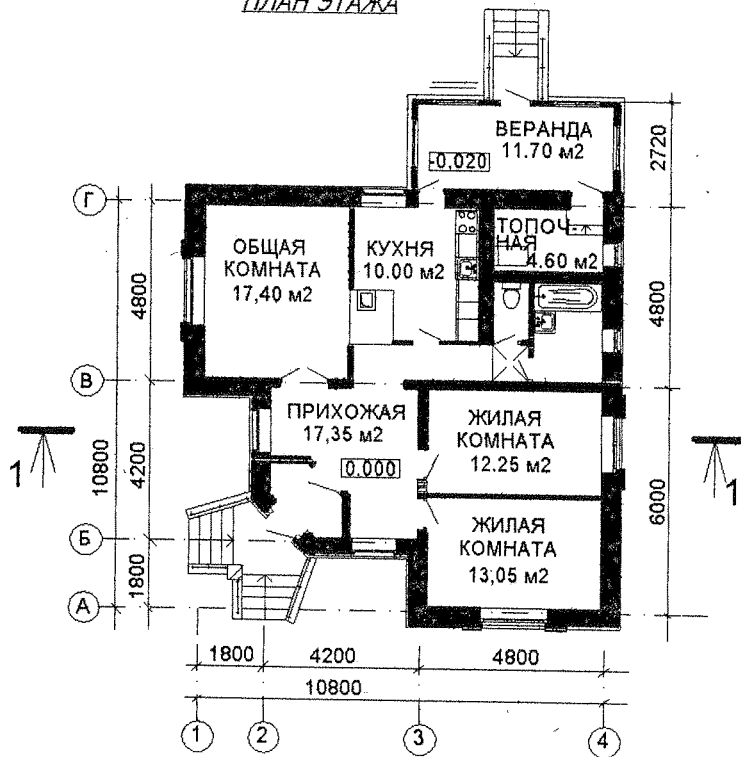 ПЛАН ЭТАЖА
ВЕРАНДА
11.70 м2
-0,020
2720
Г
ОБЩАЯ
КОМНАТА
17,40 м2
КУХНЯ
10.00 м2
ТОПОЧ
НАЯ
4.60 м2
4800
4800
В
ПРИХОЖАЯ
17,35 м2
0.000
ЖИЛАЯ
КОМНАТА
12.25 м2
1
1
10800
4200
6000
Б
ЖИЛАЯ
КОМНАТА
13,05 м2
1800
А
1800
4200
4800
10800
1
2
3
4